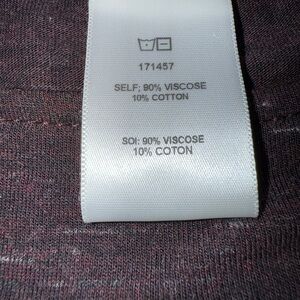 171457
SELF; 90% VISCOSE
10% COTTON
SOI: 90% VISCOSE
10% COTON